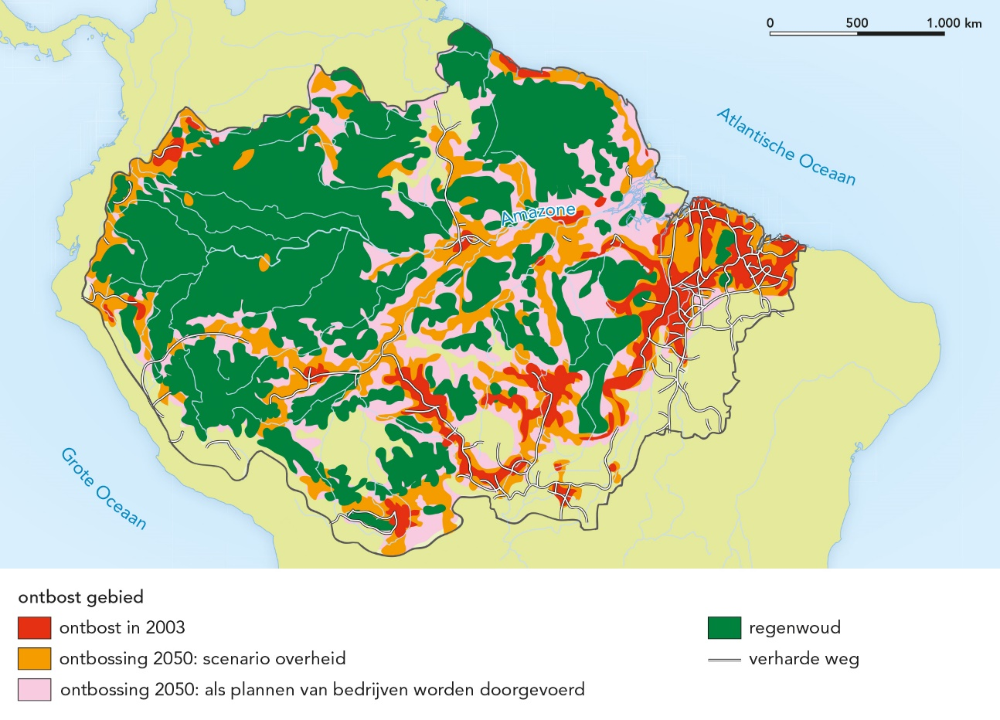 0 500 1.000 km
Atlantische Oceaan
Amazone
Grote Oceaan
ontbost gebied
ontbost in 2003
ontbossing 2050: scenario overheid
ontbossing 2050: als plannen van bedrijven worden doorgevoerd
regenwoud
verharde weg